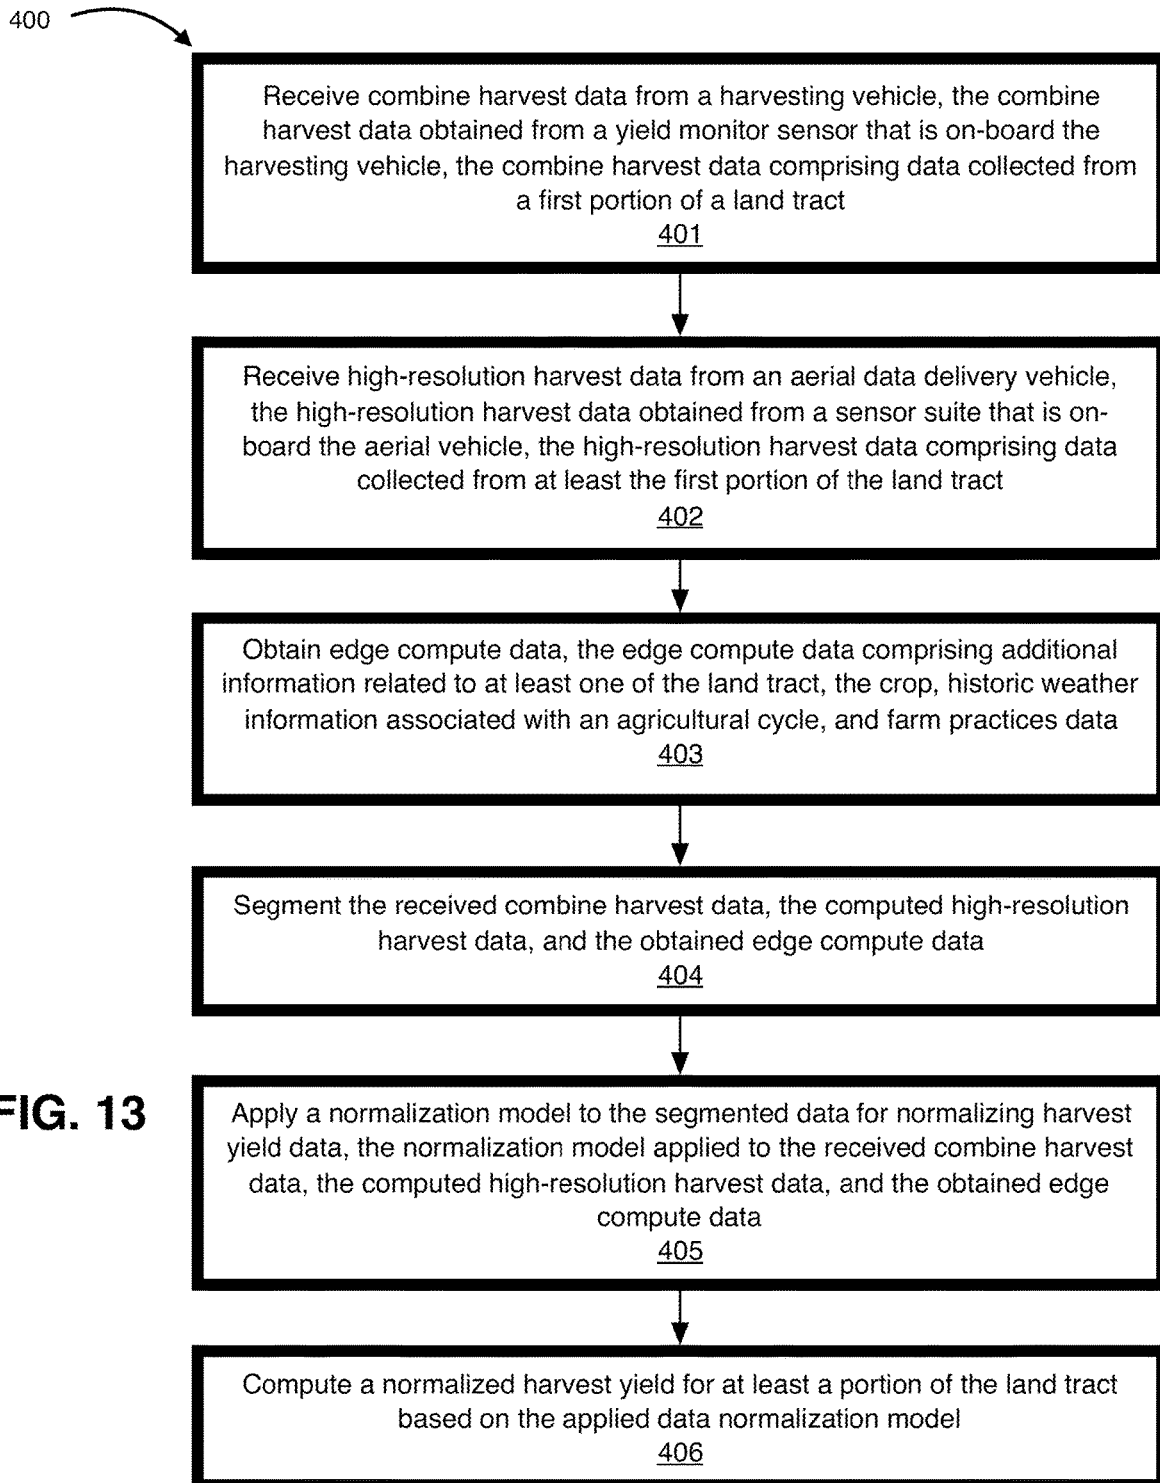 400
Receive combine harvest data from a harvesting vehicle, the combine
harvest data obtained from a yield monitor sensor that is on-board the
harvesting vehicle, the combine harvest data comprising data collected from
a first portion of a land tract
401
Receive high-resolution harvest data from an aerial data delivery vehicle,
the high-resolution harvest data obtained from a sensor suite that is on-
board the aerial vehicle, the high-resolution harvest data comprising data
collected from at least the first portion of the land tract
402
Obtain edge compute data, the edge compute data comprising additional
information related to at least one of the land tract, the crop, historic weather
information associated with an agricultural cycle, and farm practices data
403
Segment the received combine harvest data, the computed high-resolution
harvest data, and the obtained edge compute data
404
FIG. 13
Apply a normalization model to the segmented data for normalizing harvest
yield data, the normalization model applied to the received combine harvest
data, the computed high-resolution harvest data, and the obtained edge
compute data
405
Compute a normalized harvest yield for at least a portion of the land tract
based on the applied data normalization model
406